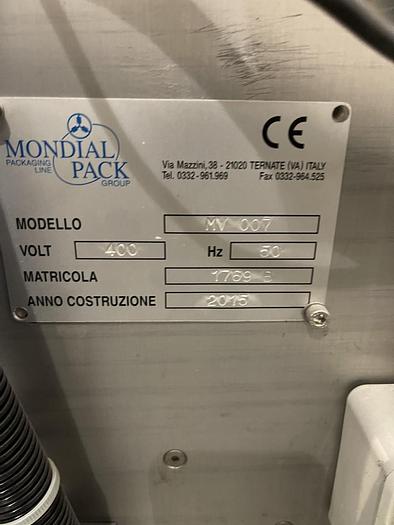 MONDIAL
PACKAGING
LINE
PACK
GROUP
CE
Via Mazzini, 38 - 21020 TERNATE (VA) ITALY
Tel. 0332-961.969 Fax 0332-964.525
MODELLO MV 007
VOLT 400 Hz 50
MATRICOLA 1769
ANNO COSTRUZIONE 2015